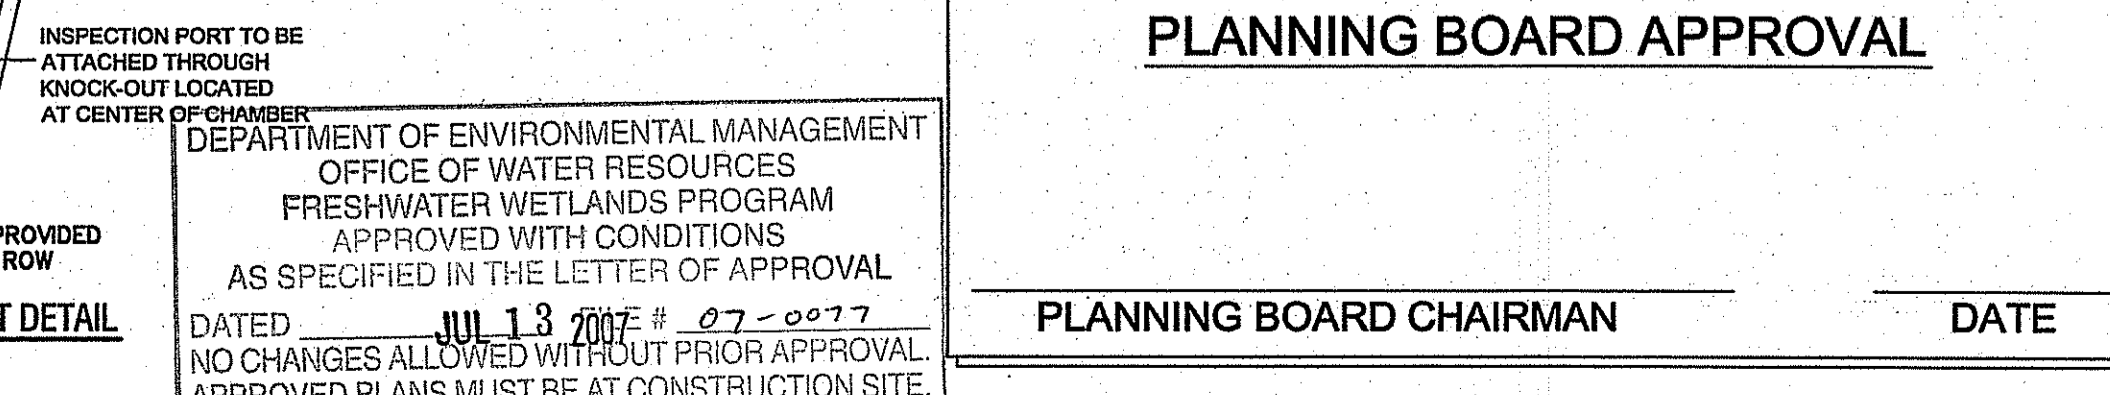 INSPECTION PORT TO BE
ATTACHED THROUGH
KNOCK-OUT LOCATED
AT CENTER OF CHAMBER
PROVIDED
ROW
T DETAIL
DEPARTMENT OF ENVIRONMENTAL MANAGEMENT
OFFICE OF WATER RESOURCES
FRESHWATER WETLANDS PROGRAM
APPROVED WITH CONDITIONS
AS SPECIFIED IN THE LETTER OF APPROVAL
DATED JUL 13 2007 FILE # 07-0077
NO CHANGES ALLOWED WITHOUT PRIOR APPROVAL.
APPROVED PLANS MUST BE AT CONSTRUCTION SITE.
PLANNING BOARD APPROVAL
PLANNING BOARD CHAIRMAN
DATE